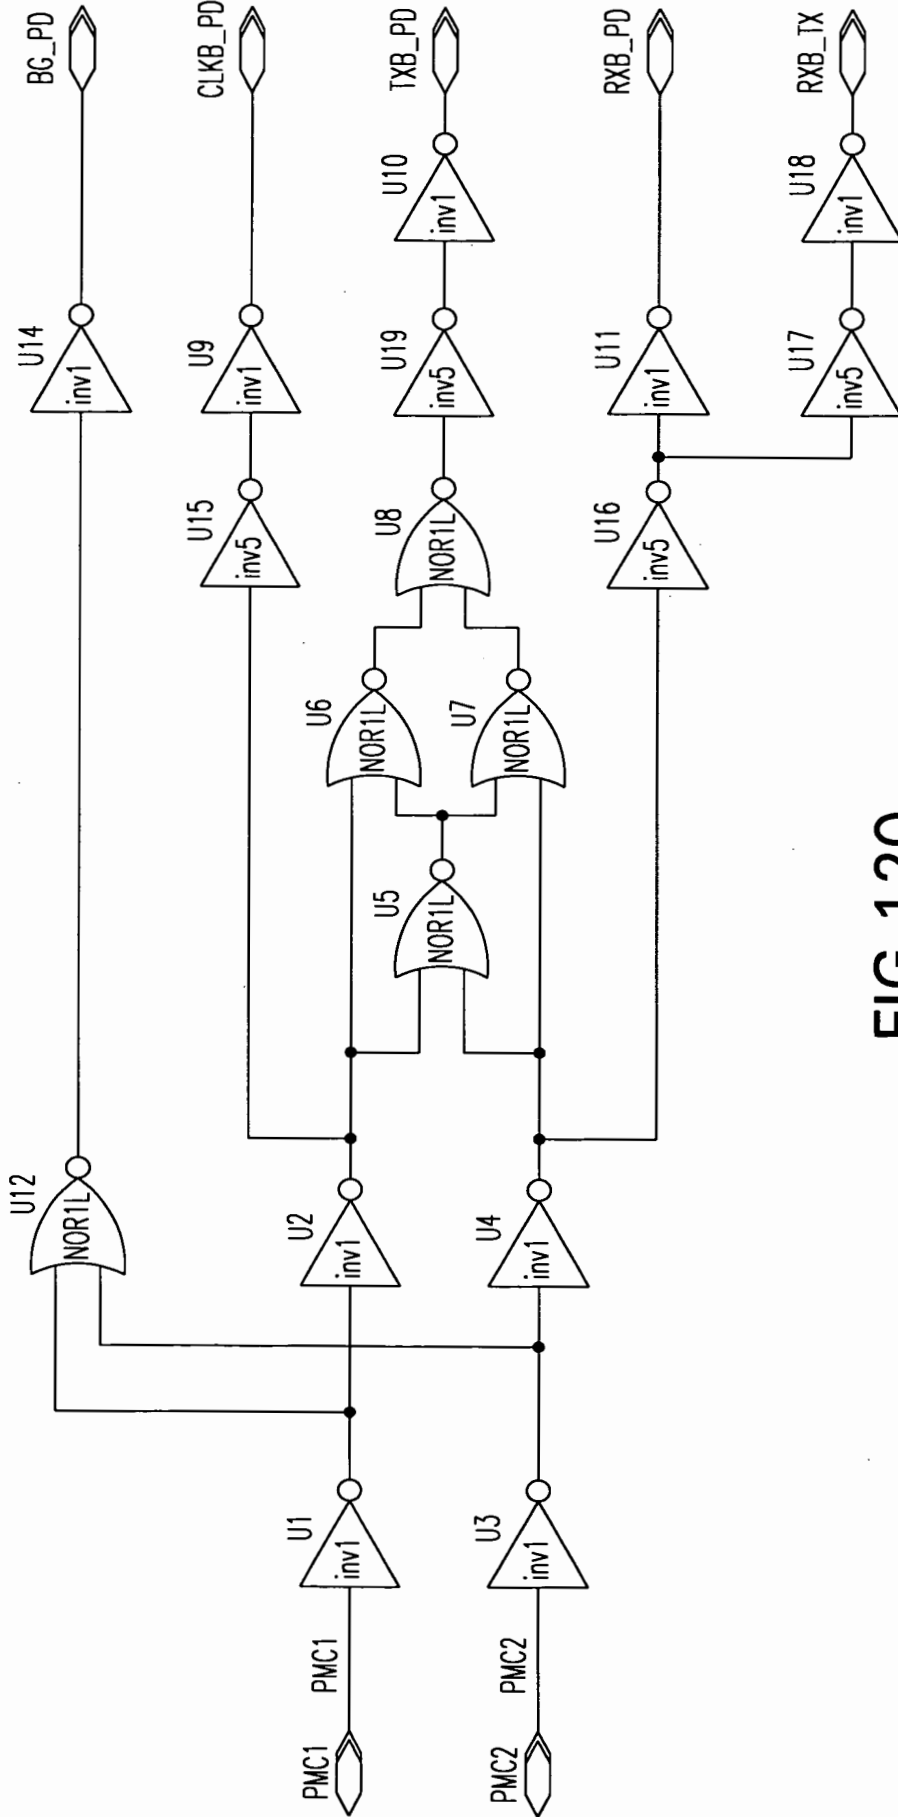 BG_PD
CLKB_PD
TXB_PD
RXB_PD
RXB_TX
U14
inv1
U9
inv1
U15
inv5
U10
inv1
U19
inv5
U8
NOR1L
U6
NOR1L
U7
NOR1L
U5
NOR1L
U11
inv1
U16
inv5
U18
inv1
U17
inv5
U12
NOR1L
U2
inv1
U4
inv1
U1
inv1
U3
inv1
PMC1
PMC1
PMC2
PMC2